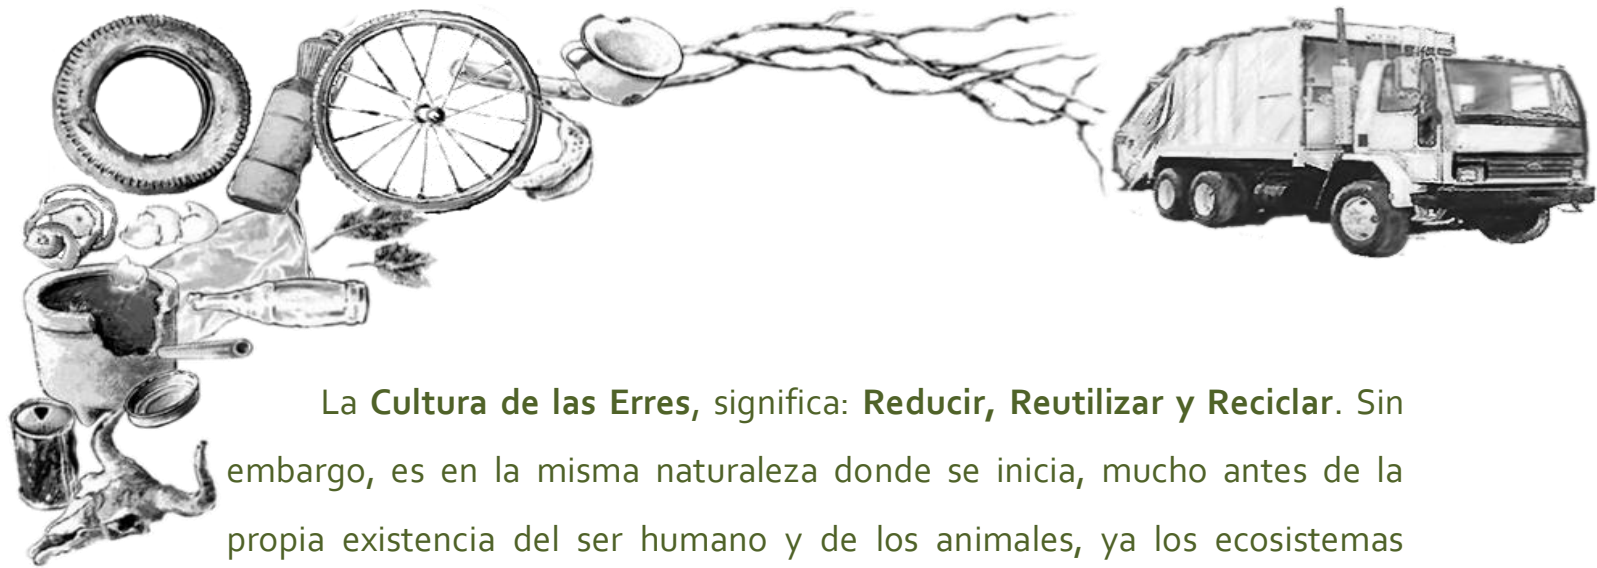 La Cultura de las Erres, significa: Reducir, Reutilizar y Reciclar. Sin
embargo, es en la misma naturaleza donde se inicia, mucho antes de la
propia existencia del ser humano y de los animales, ya los ecosistemas